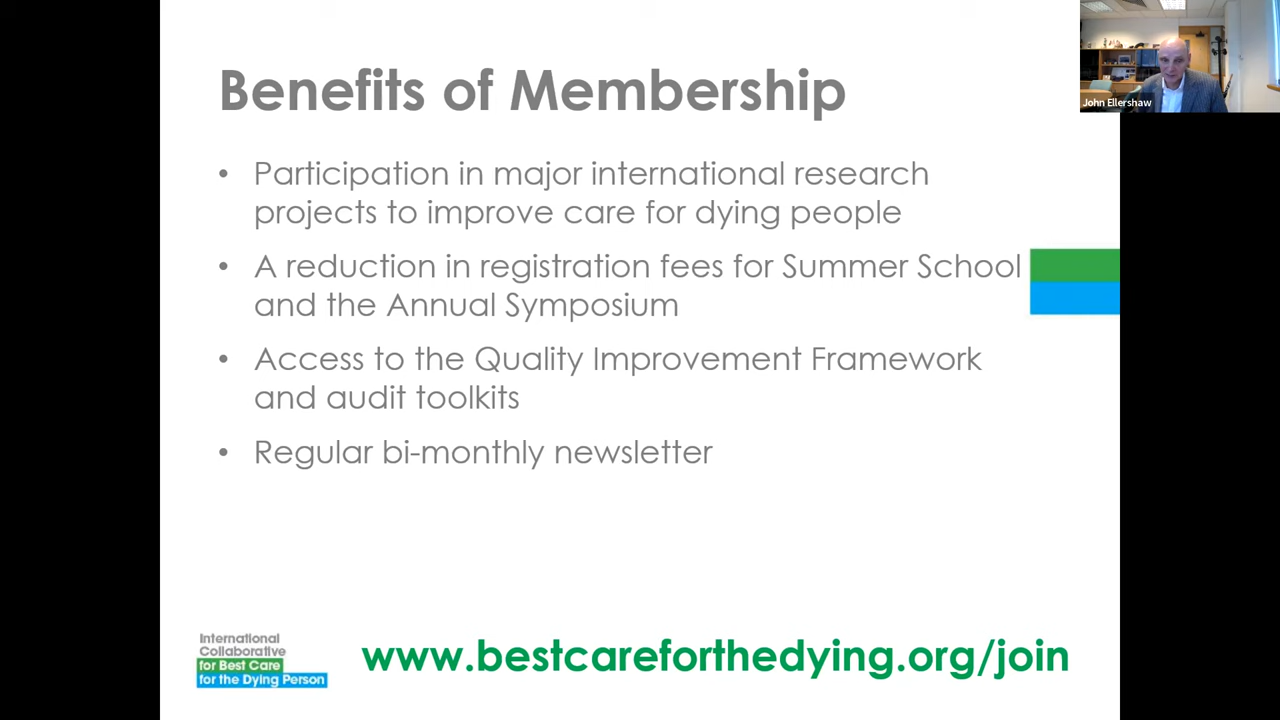 John Ellershaw
Benefits of Membership
• Participation in major international research
projects to improve care for dying people
• A reduction in registration fees for Summer School
and the Annual Symposium
• Access to the Quality Improvement Framework
and audit toolkits
• Regular bi-monthly newsletter
International
Collaborative
for Best Care
for the Dying Person
www.bestcareforthedying.org/join